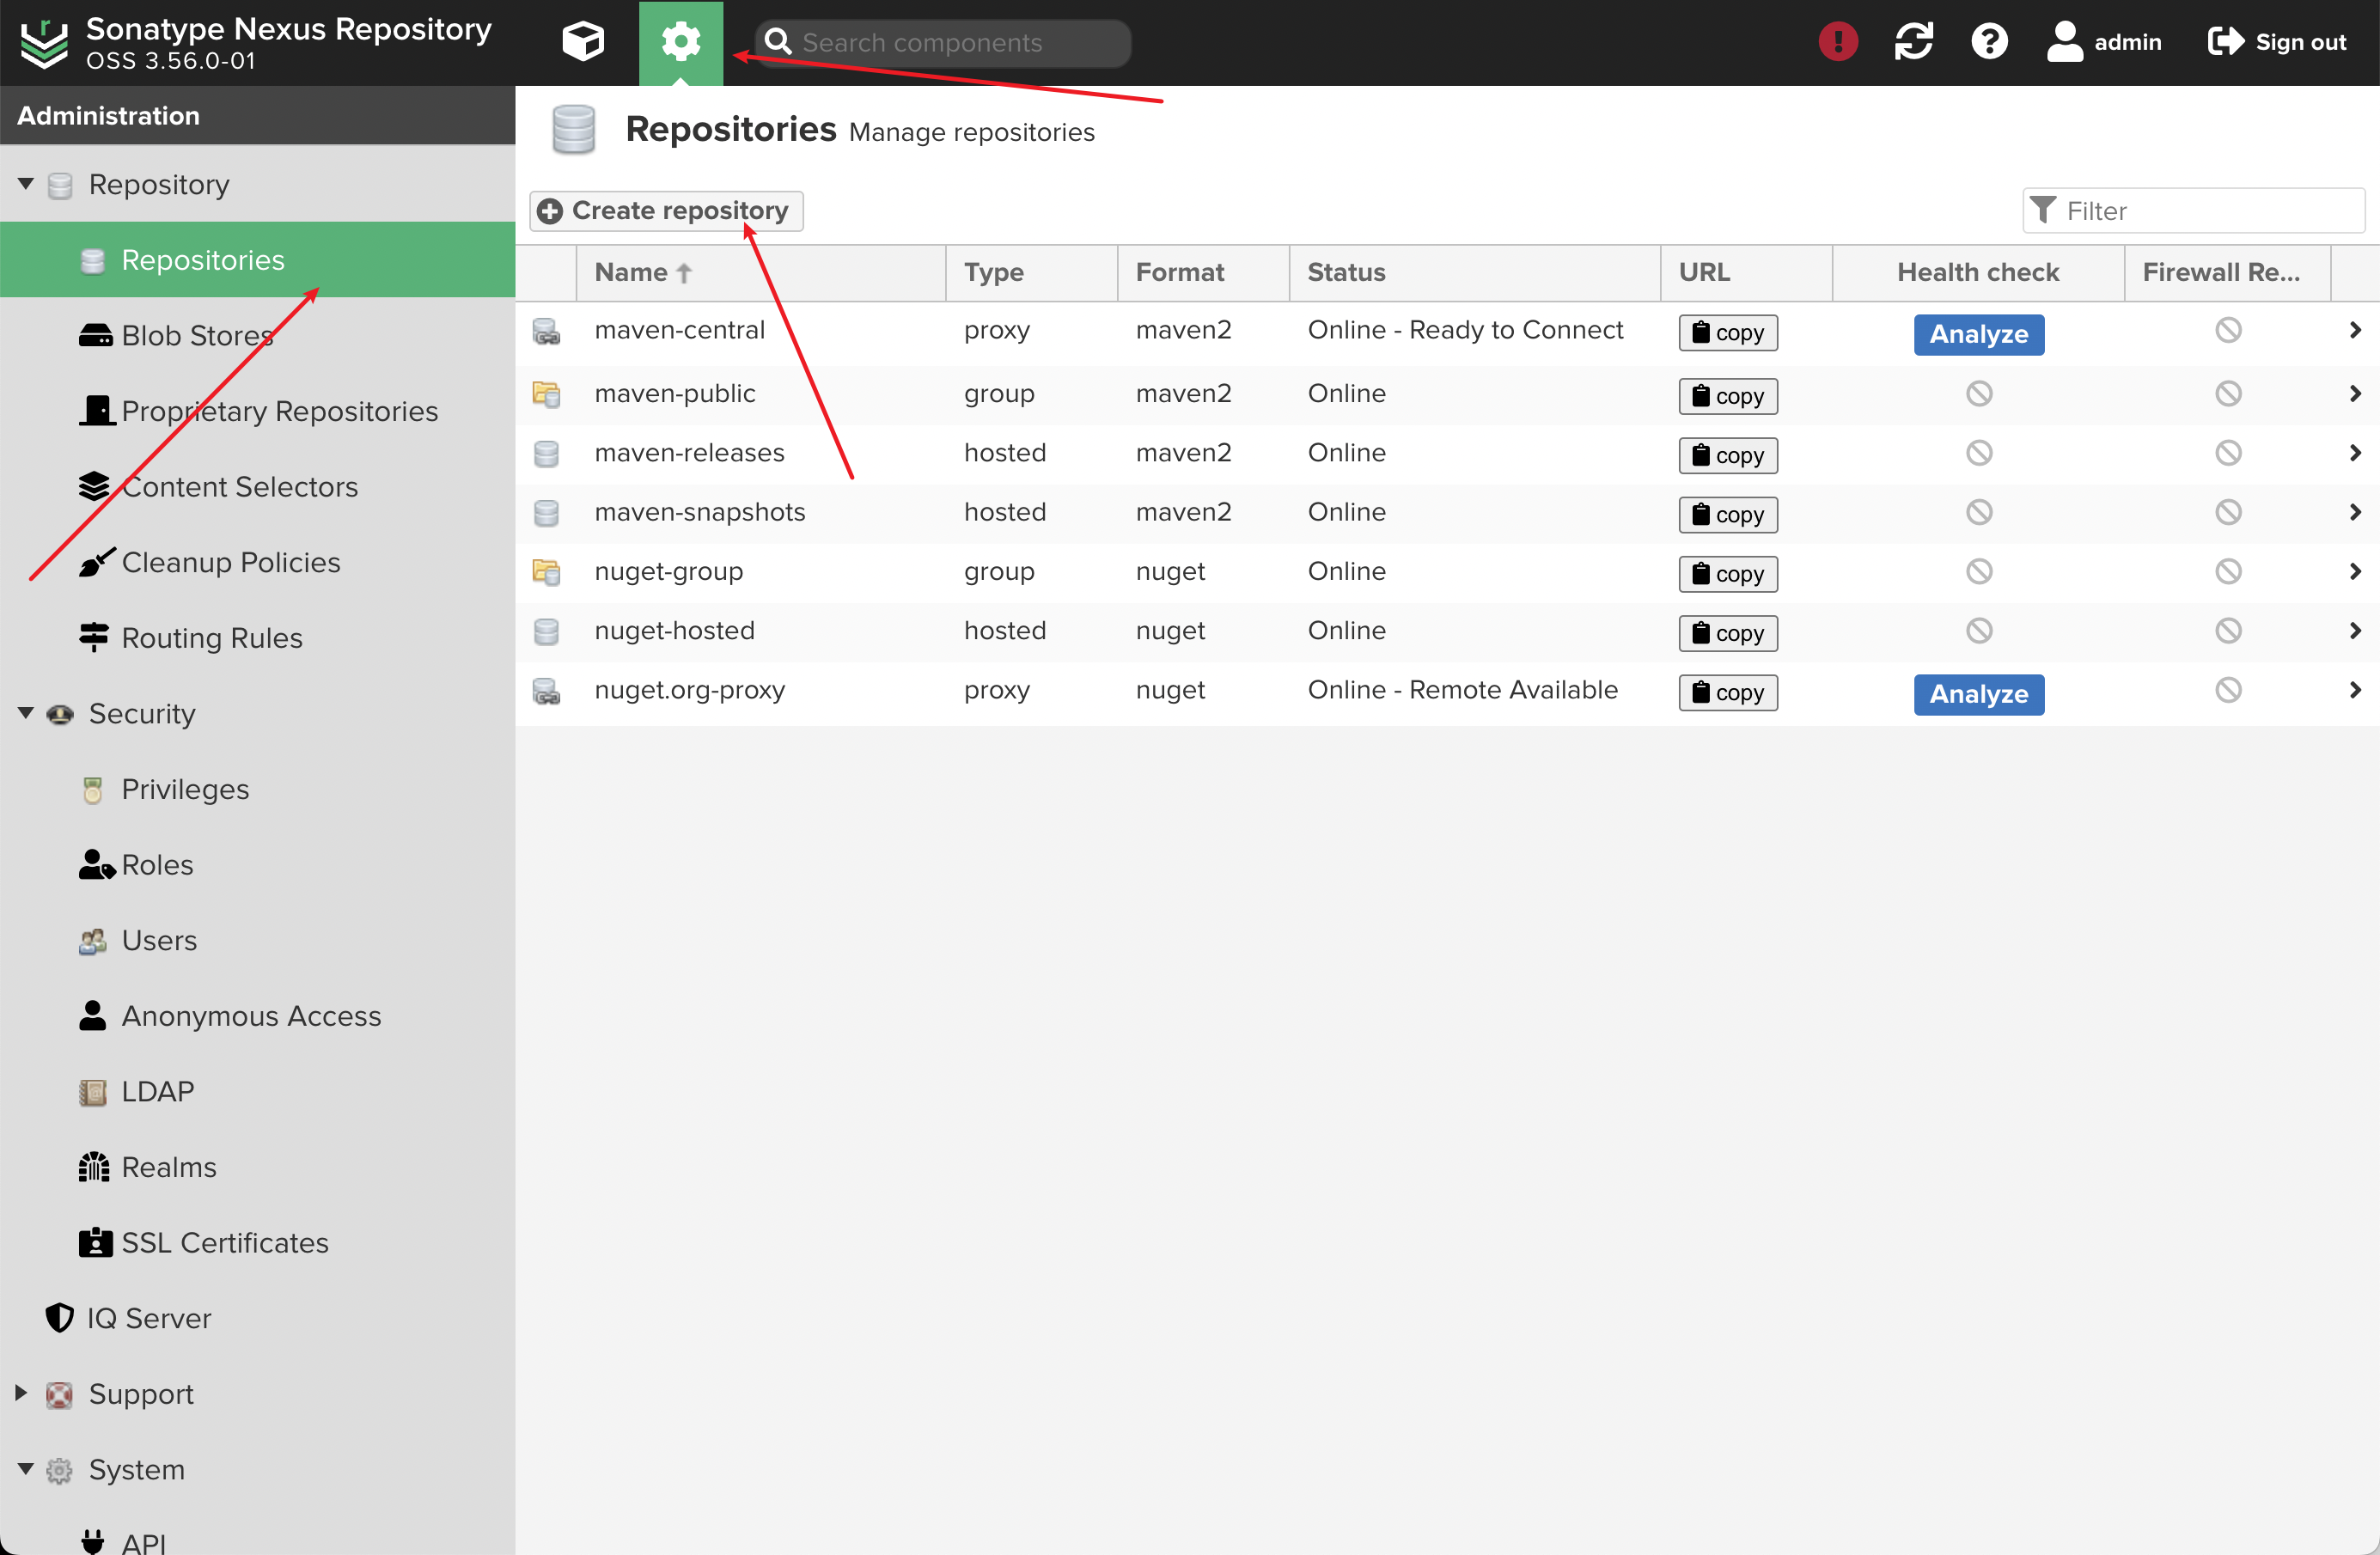 Sonatype Nexus Repository
OSS 3.56.0-01
Search components
admin
Sign out
Administration
Repository
Repositories
Blob Stores
Proprietary Repositories
Content Selectors
Cleanup Policies
Routing Rules
Security
Privileges
Roles
Users
Anonymous Access
LDAP
Realms
SSL Certificates
IQ Server
Support
System
API
Repositories Manage repositories
Create repository
Filter
Name Type Format Status URL Health check Firewall Re...
maven-central proxy maven2 Online - Ready to Connect copy Analyze
maven-public group maven2 Online copy
maven-releases hosted maven2 Online copy
maven-snapshots hosted maven2 Online copy
nuget-group group nuget Online copy
nuget-hosted hosted nuget Online copy
nuget.org-proxy proxy nuget Online - Remote Available copy Analyze